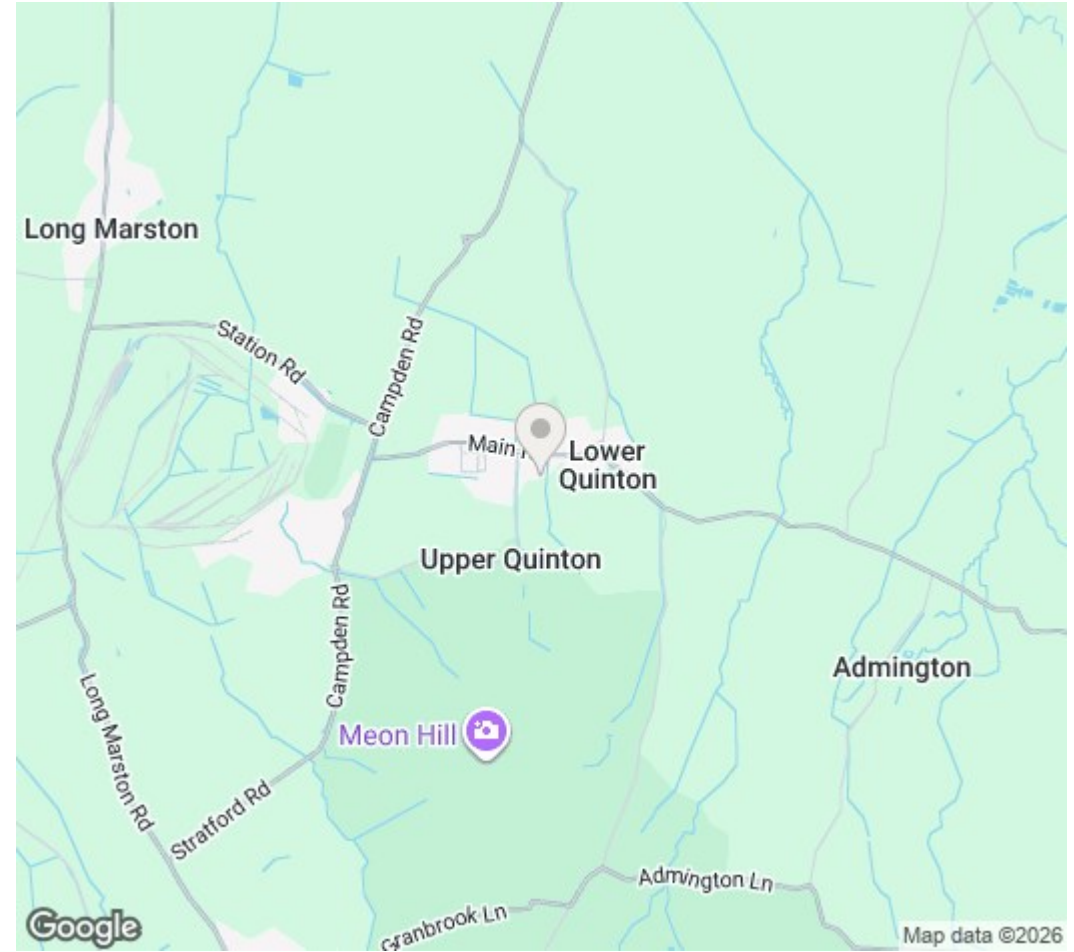 Long Marston
Station Rd
Campden Rd
Main
Lower
Quinton
Upper Quinton
Campden Rd
Admington
Long Marston Rd
Meon Hill
Stratford Rd
Admington Ln
Granbrook Ln
Google
Map data ©2026